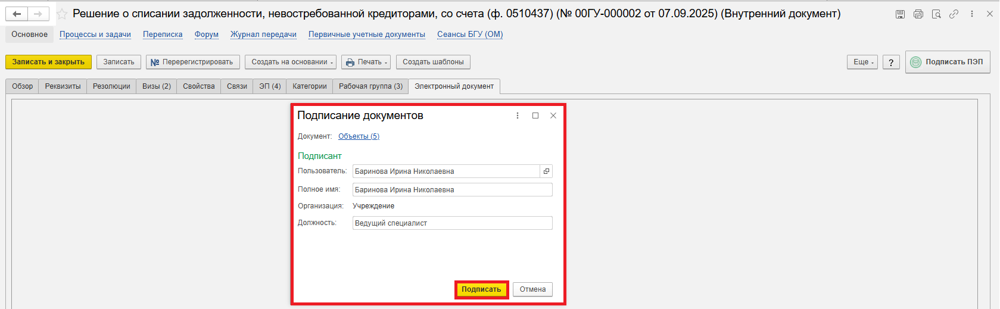 Решение о списании задолженности, невостребованной кредиторами, со счета (ф. 0510437) (№ 00ГУ-000002 от 07.09.2025) (Внутренний документ)
Основное Процессы и задачи Переписка Форум Журнал передачи Первичные учетные документы Сеансы БГУ (ОМ)
Записать и закрыть Записать № Перерегистрировать Создать на основании Печать Создать шаблоны Еще ? Подписать ПЭП
Обзор Реквизиты Резолюции Визы (2) Свойства Связи ЭП (4) Категории Рабочая группа (3) Электронный документ
Подписание документов
Документ: Объекты (5)
Подписант
Пользователь: Баринова Ирина Николаевна
Полное имя: Баринова Ирина Николаевна
Организация: Учреждение
Должность: Ведущий специалист
Подписать Отмена